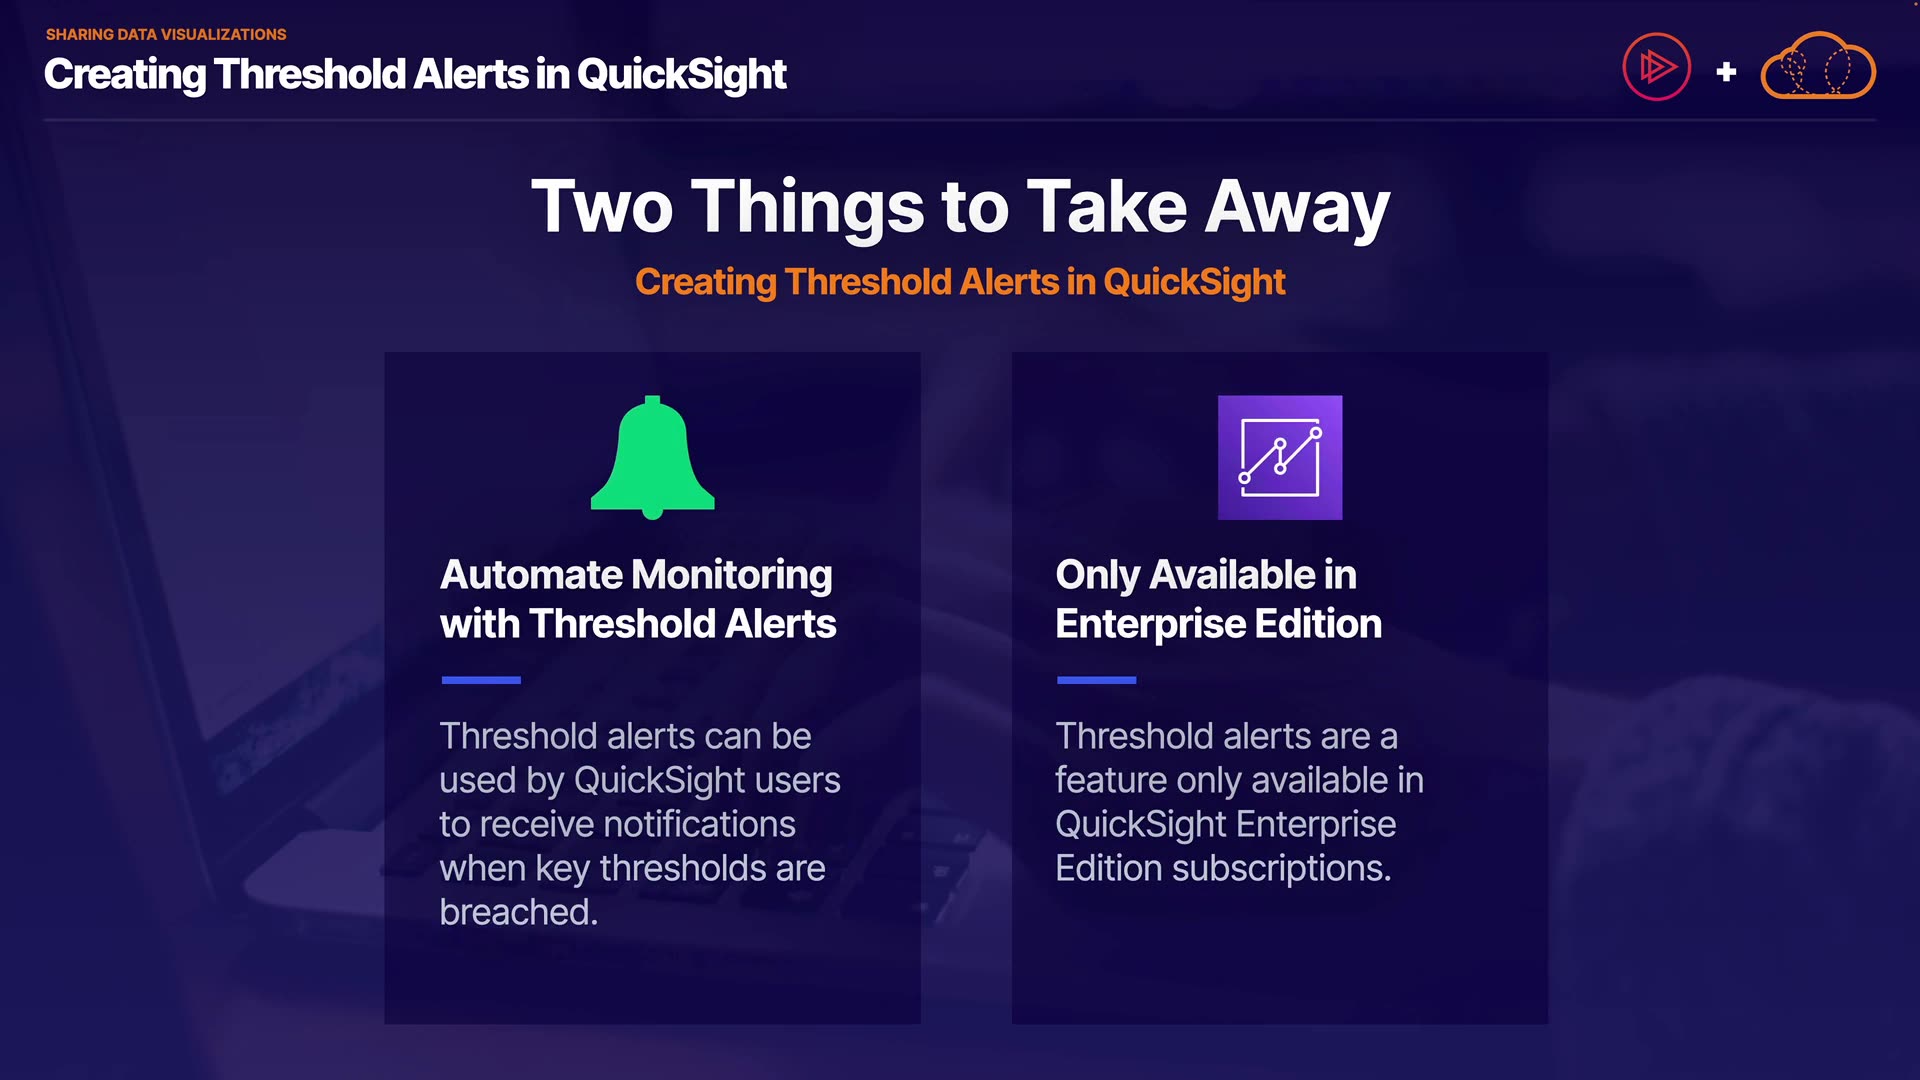 SHARING DATA VISUALIZATIONS
Creating Threshold Alerts in QuickSight
+
Two Things to Take Away
Creating Threshold Alerts in QuickSight
Automate Monitoring
with Threshold Alerts
Threshold alerts can be
used by QuickSight users
to receive notifications
when key thresholds are
breached.
Only Available in
Enterprise Edition
Threshold alerts are a
feature only available in
QuickSight Enterprise
Edition subscriptions.